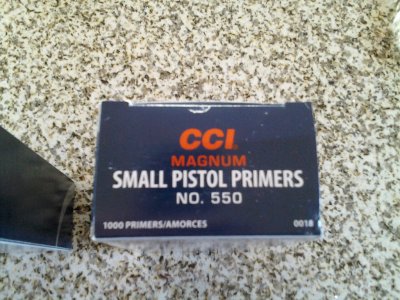 CCI
MAGNUM
SMALL PISTOL PRIMERS
NO. 550
1000 PRIMERS/AMORCES 0018